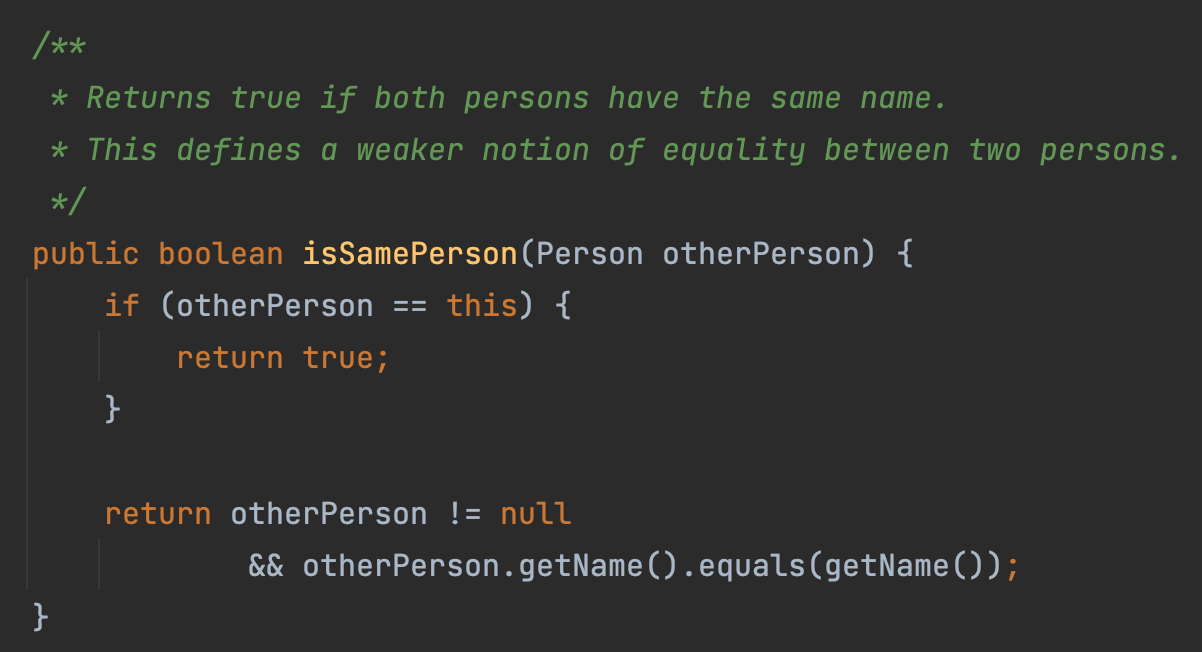 /**
 * Returns true if both persons have the same name.
 * This defines a weaker notion of equality between two persons.
 */
public boolean isSamePerson(Person otherPerson) {
    if (otherPerson == this) {
        return true;
    }

    return otherPerson != null
            && otherPerson.getName().equals(getName());
}